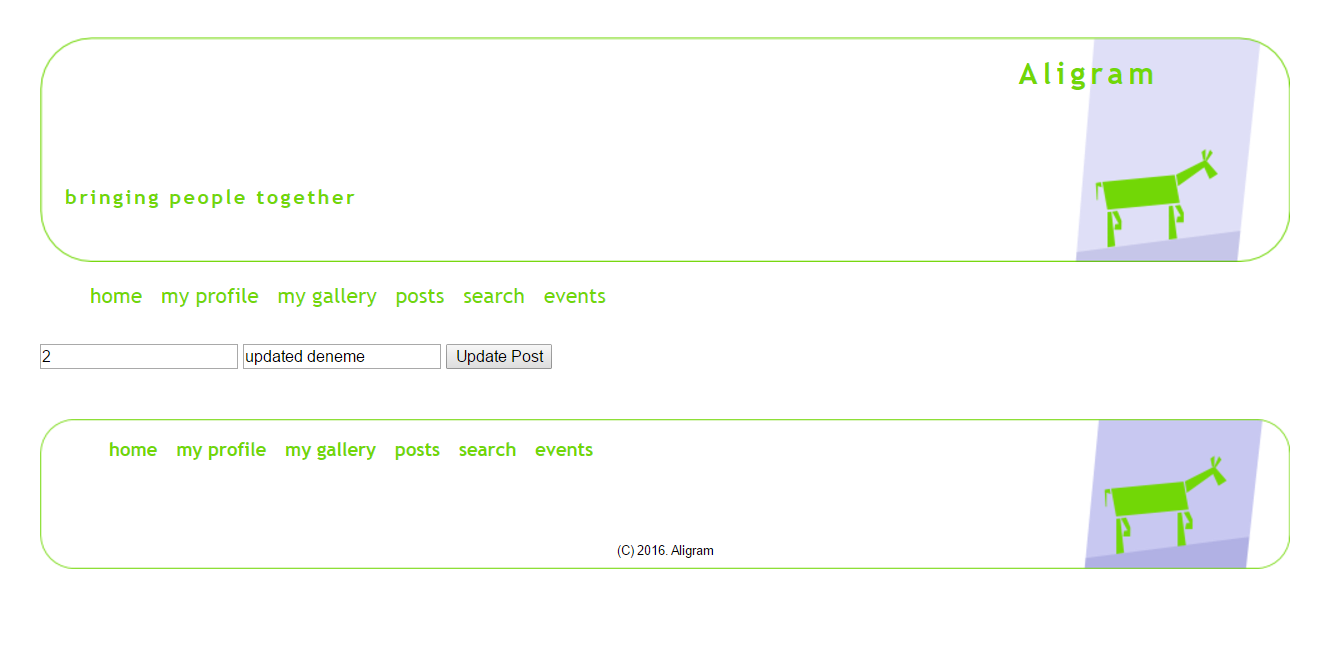 Aligram
bringing people together
home my profile my gallery posts search events
2 updated deneme Update Post
home my profile my gallery posts search events
(C) 2016. Aligram